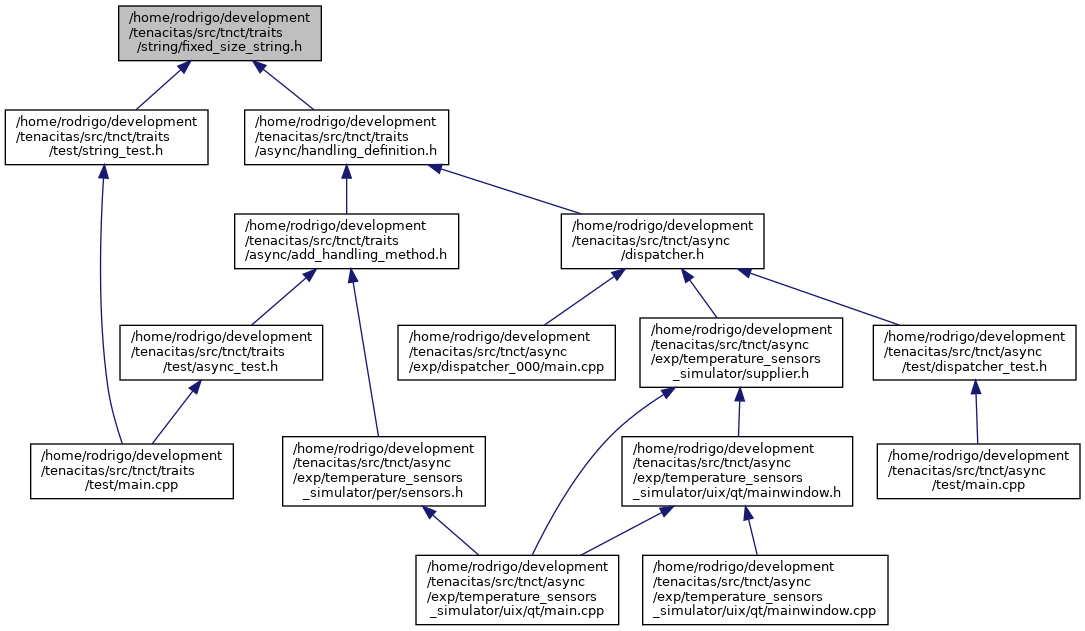 /home/rodrigo/development
/tenacitas/src/tnct/traits
/string/fixed_size_string.h
/home/rodrigo/development
/tenacitas/src/tnct/traits
/test/string_test.h
/home/rodrigo/development
/tenacitas/src/tnct/traits
/async/handling_definition.h
/home/rodrigo/development
/tenacitas/src/tnct/traits
/async/add_handling_method.h
/home/rodrigo/development
/tenacitas/src/tnct/async
/dispatcher.h
/home/rodrigo/development
/tenacitas/src/tnct/traits
/test/async_test.h
/home/rodrigo/development
/tenacitas/src/tnct/async
/exp/dispatcher_000/main.cpp
/home/rodrigo/development
/tenacitas/src/tnct/async
/exp/temperature_sensors
_simulator/supplier.h
/home/rodrigo/development
/tenacitas/src/tnct/async
/test/dispatcher_test.h
/home/rodrigo/development
/tenacitas/src/tnct/traits
/test/main.cpp
/home/rodrigo/development
/tenacitas/src/tnct/async
/exp/temperature_sensors
_simulator/per/sensors.h
/home/rodrigo/development
/tenacitas/src/tnct/async
/exp/temperature_sensors
_simulator/uix/qt/mainwindow.h
/home/rodrigo/development
/tenacitas/src/tnct/async
/test/main.cpp
/home/rodrigo/development
/tenacitas/src/tnct/async
/exp/temperature_sensors
_simulator/uix/qt/main.cpp
/home/rodrigo/development
/tenacitas/src/tnct/async
/exp/temperature_sensors
_simulator/uix/qt/mainwindow.cpp